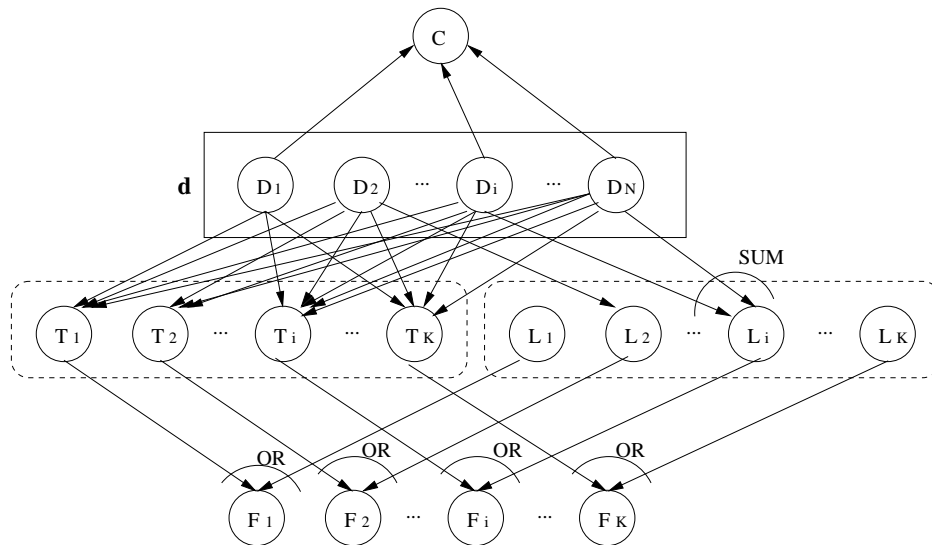 C
d D1 D2 ... Di ... DN
SUM
T1 T2 ... Ti ... TK L1 L2 ... Li ... LK
OR OR OR OR
F1 F2 ... Fi ... FK